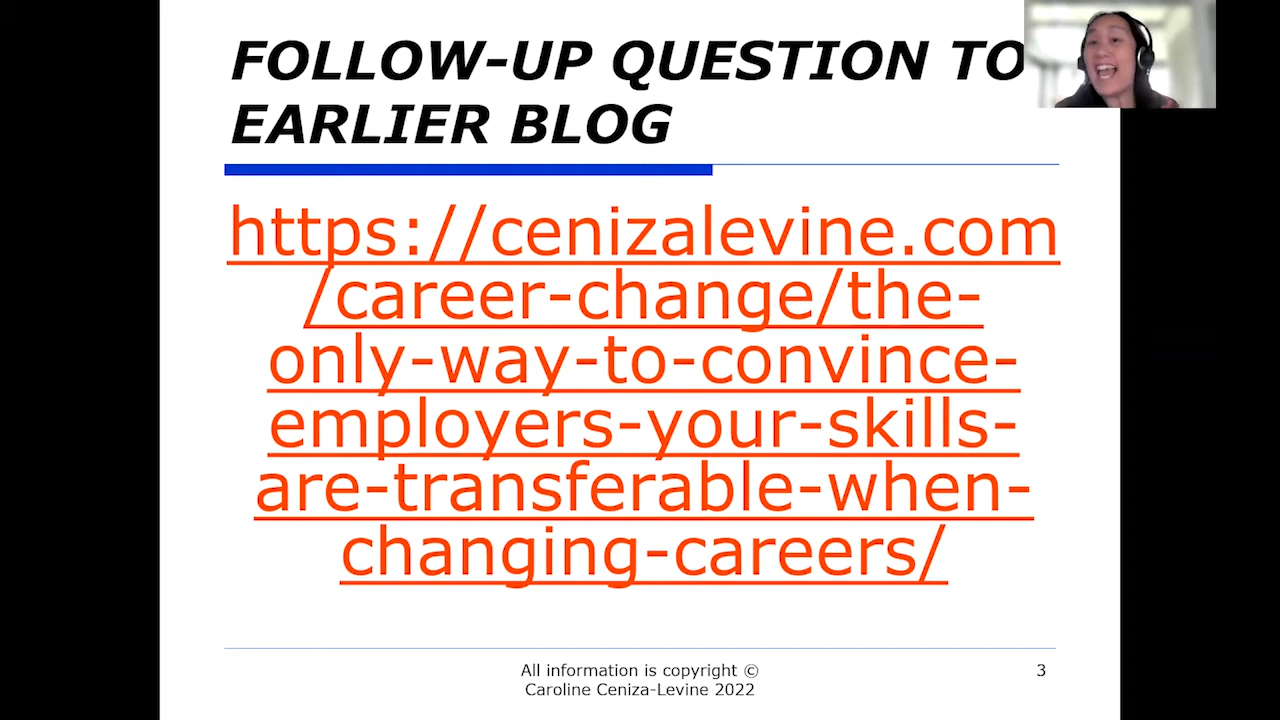 FOLLOW-UP QUESTION TO
EARLIER BLOG
https://cenizalevine.com
/career-change/the-
only-way-to-convince-
employers-your-skills-
are-transferable-when-
changing-careers/
All information is copyright ©
Caroline Ceniza-Levine 2022
3